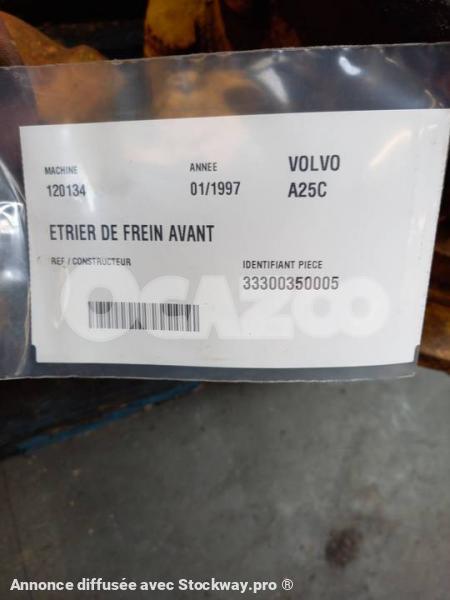 MACHINE ANNEE VOLVO
120134 01/1997 A25C
ETRIER DE FREIN AVANT
REF / CONSTRUCTEUR IDENTIFIANT PIECE
33300350005
OCAZOO
Annonce diffusée avec Stockway.pro ®